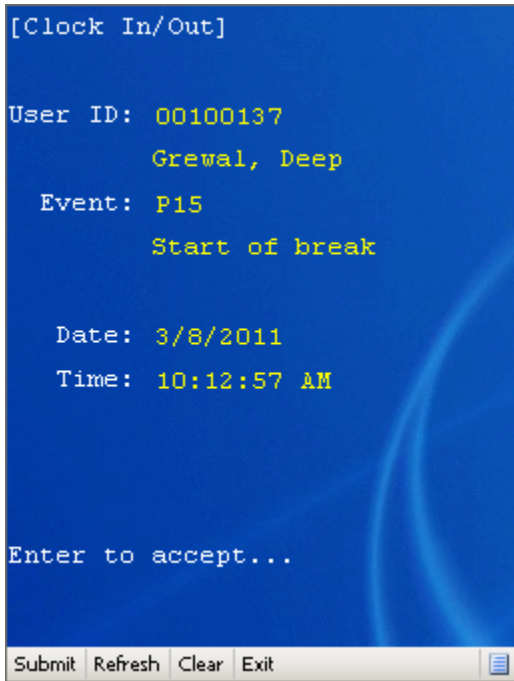 [Clock In/Out]
User ID: 00100137
Grewal, Deep
Event: P15
Start of break
Date: 3/8/2011
Time: 10:12:57 AM
Enter to accept...
Submit Refresh Clear Exit